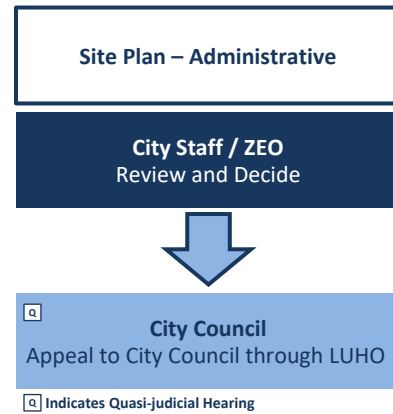 Site Plan – Administrative
City Staff / ZEO
Review and Decide
Q
City Council
Appeal to City Council through LUHO
Q Indicates Quasi-judicial Hearing